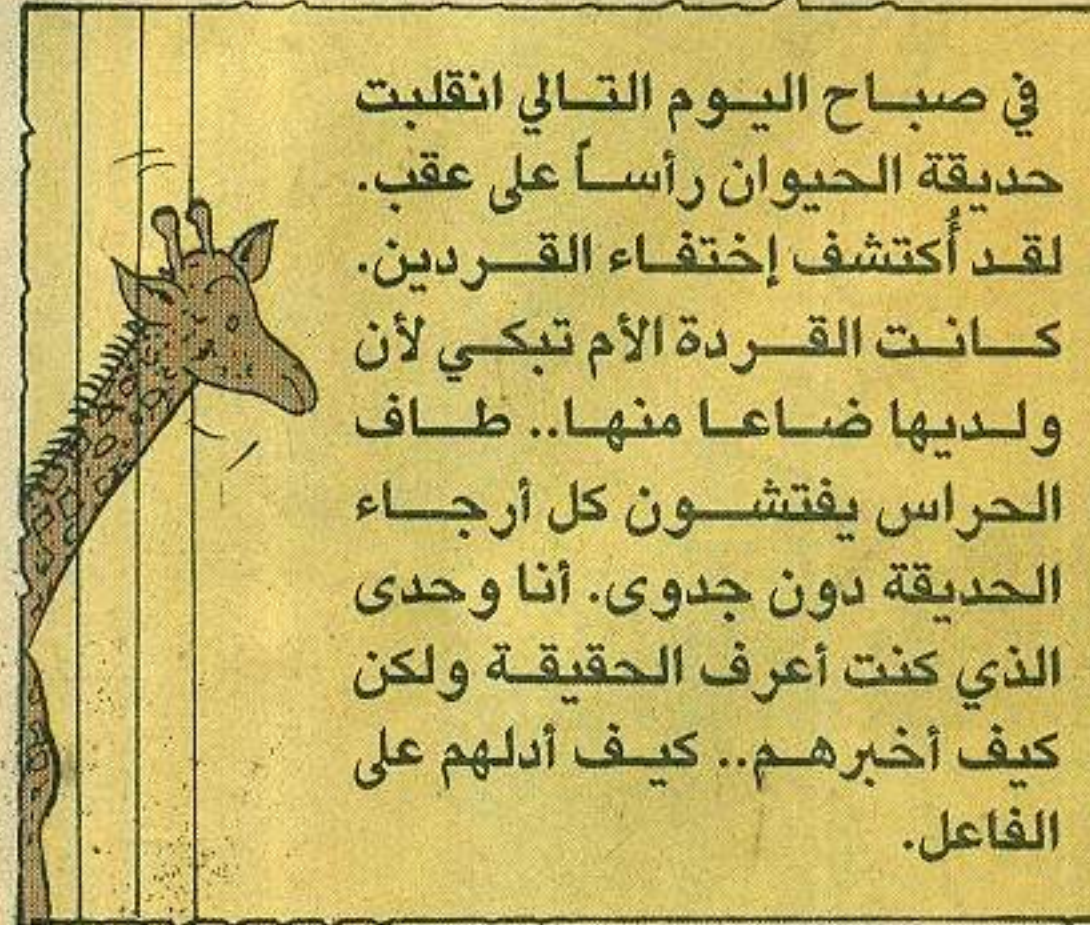 في صباح اليوم التالي انقلبت
حديقة الحيوان رأساً على عقب.
لقد أُكتشف إختفاء القردين.
كانت القردة الأم تبكي لأن
ولديها ضاعا منها.. طاف
الحراس يفتشون كل أرجاء
الحديقة دون جدوى. أنا وحدى
الذي كنت أعرف الحقيقة ولكن
كيف أخبرهم.. كيف أدلهم على
الفاعل.